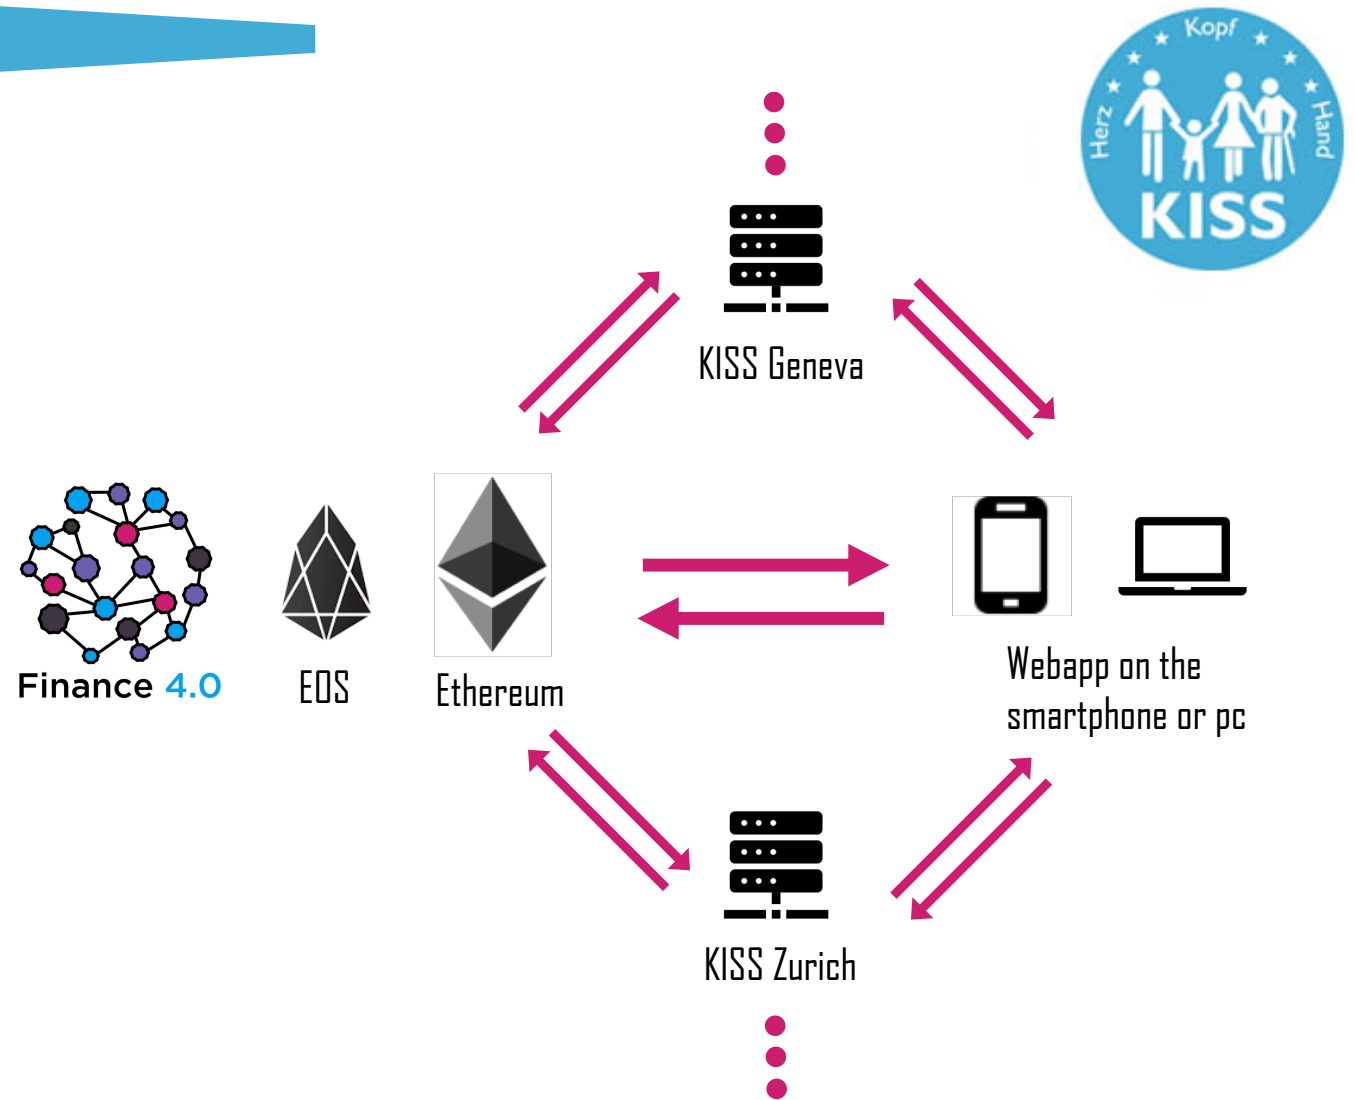 Kopf
Herz
Hand
KISS
KISS Geneva
Finance 4.0
EOS
Ethereum
Webapp on the
smartphone or pc
KISS Zurich